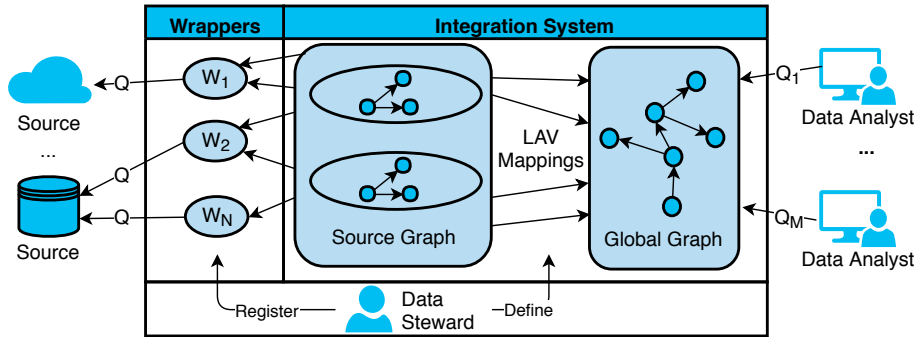 Wrappers
Integration System
Q
W1
Source
...
Q
W2
Q
WN
Source
Source Graph
LAV
Mappings
Global Graph
Q1
Data Analyst
...
QM
Data Analyst
Register
Data
Steward
Define